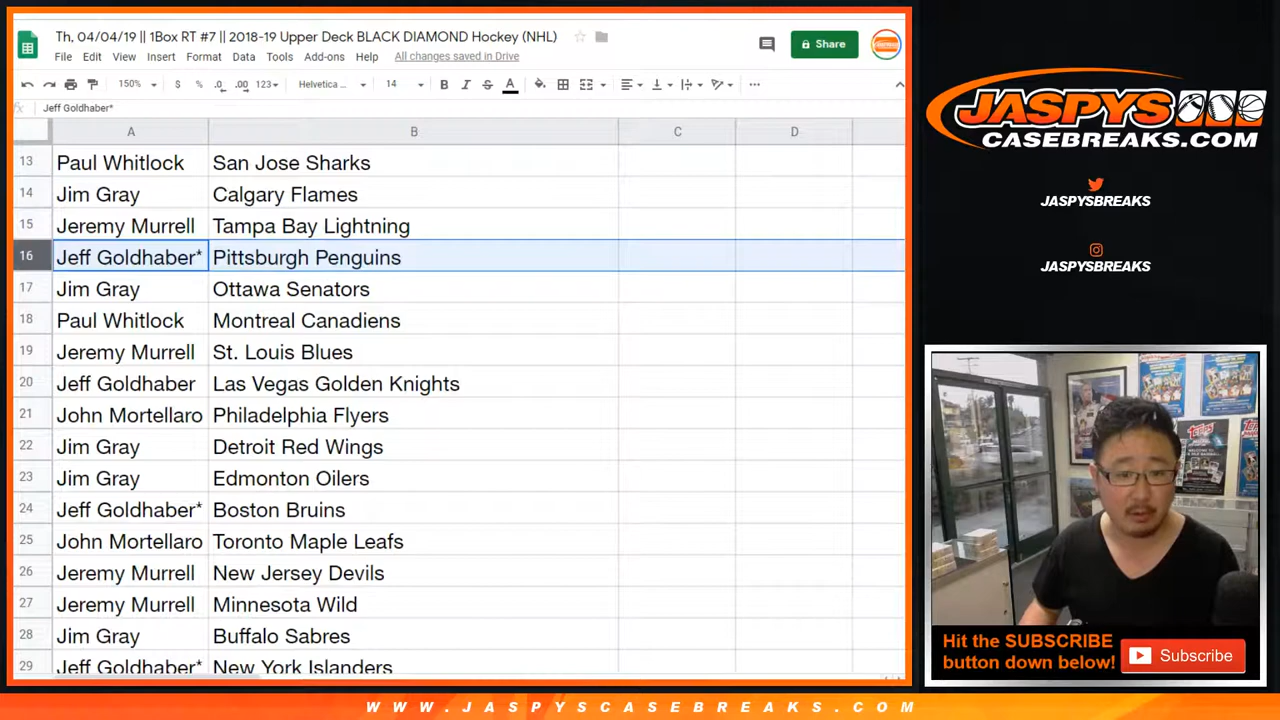 Th, 04/04/19 || 1Box RT #7 || 2018-19 Upper Deck BLACK DIAMOND Hockey (NHL)
File Edit View Insert Format Data Tools Add-ons Help All changes saved in Drive
Share
150% $ % .0 .00 123 Helvetica ... 14 B I S A
Jeff Goldhaber*
A B C D
13 Paul Whitlock San Jose Sharks
14 Jim Gray Calgary Flames
15 Jeremy Murrell Tampa Bay Lightning
16 Jeff Goldhaber* Pittsburgh Penguins
17 Jim Gray Ottawa Senators
18 Paul Whitlock Montreal Canadiens
19 Jeremy Murrell St. Louis Blues
20 Jeff Goldhaber Las Vegas Golden Knights
21 John Mortellaro Philadelphia Flyers
22 Jim Gray Detroit Red Wings
23 Jim Gray Edmonton Oilers
24 Jeff Goldhaber* Boston Bruins
25 John Mortellaro Toronto Maple Leafs
26 Jeremy Murrell New Jersey Devils
27 Jeremy Murrell Minnesota Wild
28 Jim Gray Buffalo Sabres
29 Jeff Goldhaber* New York Islanders
JASPYS
CASEBREAKS.COM
JASPYSBREAKS
JASPYSBREAKS
TOPPS
Hit the SUBSCRIBE
button down below!
Subscribe
WWW.JASPYSCASEBREAKS.COM